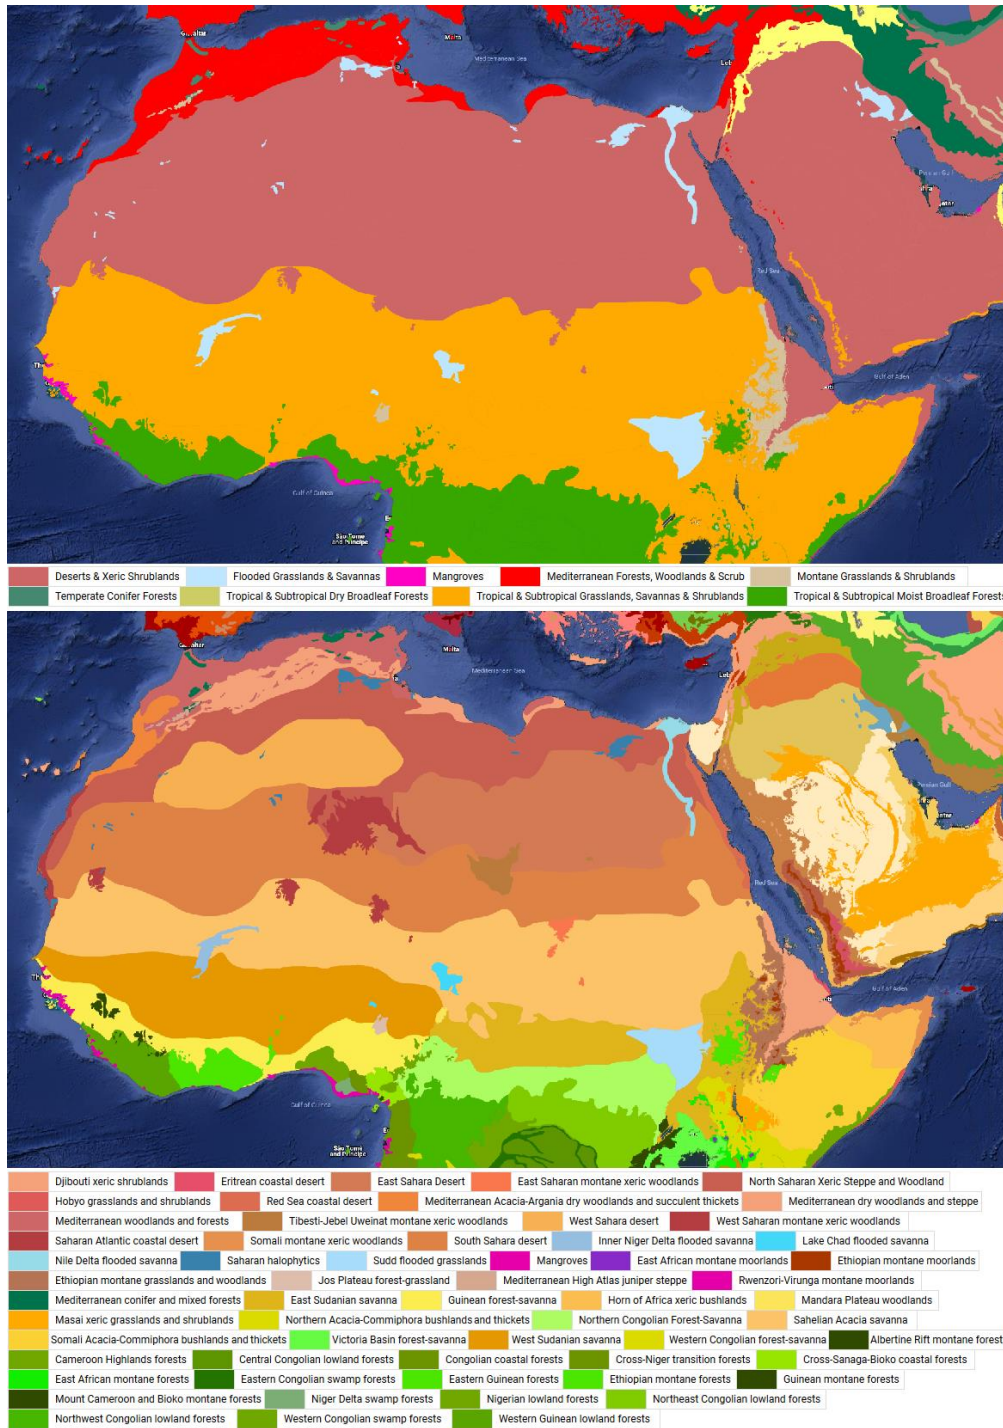 Gibraltar
Malta
Mediterranean Sea
Leb
Persian Gulf
Red Sea
Gulf of Aden
Th
Gulf of Guinea
São Tomé
and Príncipe
Deserts & Xeric Shrublands Flooded Grasslands & Savannas Mangroves Mediterranean Forests, Woodlands & Scrub Montane Grasslands & Shrublands
Temperate Conifer Forests Tropical & Subtropical Dry Broadleaf Forests Tropical & Subtropical Grasslands, Savannas & Shrublands Tropical & Subtropical Moist Broadleaf Forests
Gibraltar
Malta
Mediterranean Sea
Leb
Persian Gulf
Red Sea
Gulf of Aden
Th
Gulf of Guinea
São Tomé
and Príncipe
Djibouti xeric shrublands Eritrean coastal desert East Sahara Desert East Saharan montane xeric woodlands North Saharan Xeric Steppe and Woodland
Hobyo grasslands and shrublands Red Sea coastal desert Mediterranean Acacia-Argania dry woodlands and succulent thickets Mediterranean dry woodlands and steppe
Mediterranean woodlands and forests Tibesti-Jebel Uweinat montane xeric woodlands West Sahara desert West Saharan montane xeric woodlands
Saharan Atlantic coastal desert Somali montane xeric woodlands South Sahara desert Inner Niger Delta flooded savanna Lake Chad flooded savanna
Nile Delta flooded savanna Saharan halophytics Sudd flooded grasslands Mangroves East African montane moorlands Ethiopian montane moorlands
Ethiopian montane grasslands and woodlands Jos Plateau forest-grassland Mediterranean High Atlas juniper steppe Rwenzori-Virunga montane moorlands
Mediterranean conifer and mixed forests East Sudanian savanna Guinean forest-savanna Horn of Africa xeric bushlands Mandara Plateau woodlands
Masai xeric grasslands and shrublands Northern Acacia-Commiphora bushlands and thickets Northern Congolian Forest-Savanna Sahelian Acacia savanna
Somali Acacia-Commiphora bushlands and thickets Victoria Basin forest-savanna West Sudanian savanna Western Congolian forest-savanna Albertine Rift montane forest
Cameroon Highlands forests Central Congolian lowland forests Congolian coastal forests Cross-Niger transition forests Cross-Sanaga-Bioko coastal forests
East African montane forests Eastern Congolian swamp forests Eastern Guinean forests Ethiopian montane forests Guinean montane forests
Mount Cameroon and Bioko montane forests Niger Delta swamp forests Nigerian lowland forests Northeast Congolian lowland forests
Northwest Congolian lowland forests Western Congolian swamp forests Western Guinean lowland forests